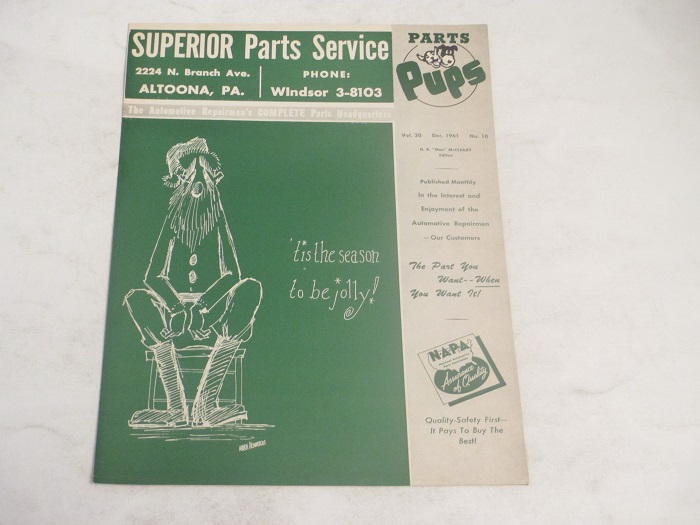 SUPERIOR Parts Service
2224 N. Branch Ave.
ALTOONA, PA.
PHONE:
WIndsor 3-8103
The Automotive Repairman's COMPLETE Parts Headquarters
'tis the season
to be jolly!
PARTS
Pups
Vol. 30 Dec. 1961 No. 10
Editor
Published Monthly
In the Interest and
Enjoyment of the
Automotive Repairmen
—Our Customers
The Part You
Want--When
You Want It!
NAPA
Assurance
of Quality
Quality-Safety First—
It Pays To Buy The
Best!